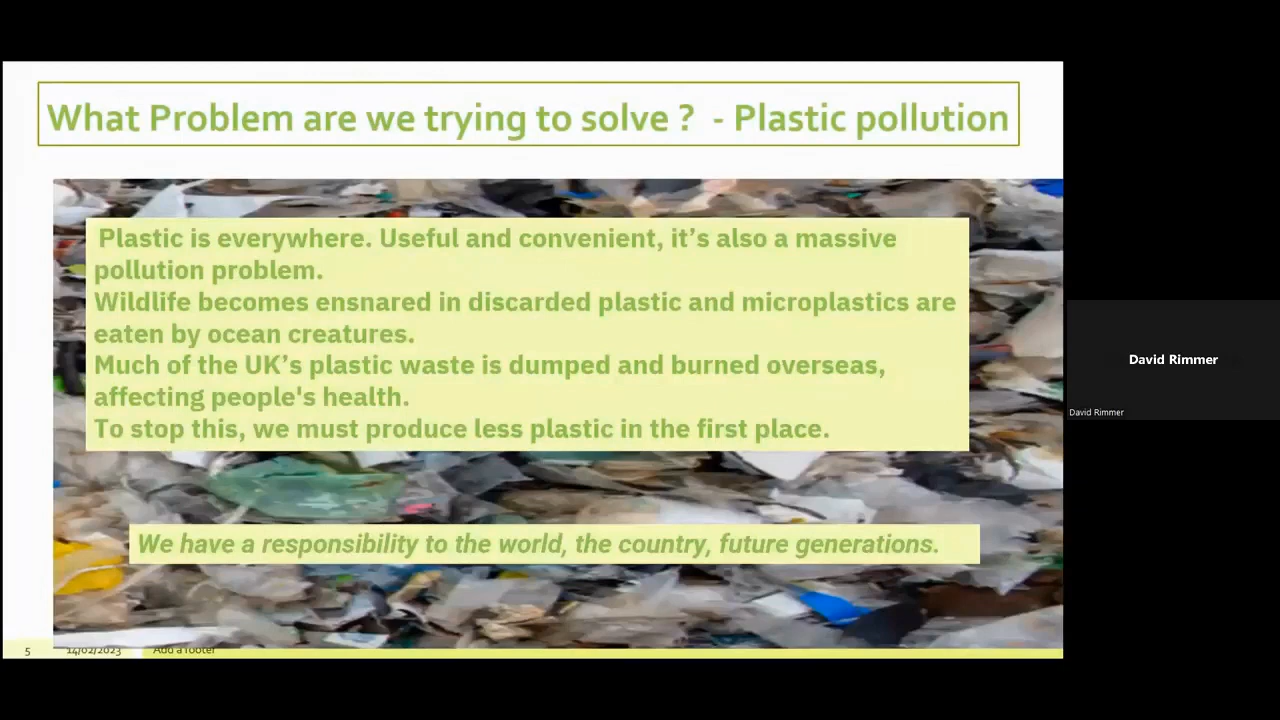 What Problem are we trying to solve ? - Plastic pollution
Plastic is everywhere. Useful and convenient, it’s also a massive
pollution problem.
Wildlife becomes ensnared in discarded plastic and microplastics are
eaten by ocean creatures.
Much of the UK’s plastic waste is dumped and burned overseas,
affecting people's health.
To stop this, we must produce less plastic in the first place.
We have a responsibility to the world, the country, future generations.
5 14/02/2023 Add a footer
David Rimmer
David Rimmer